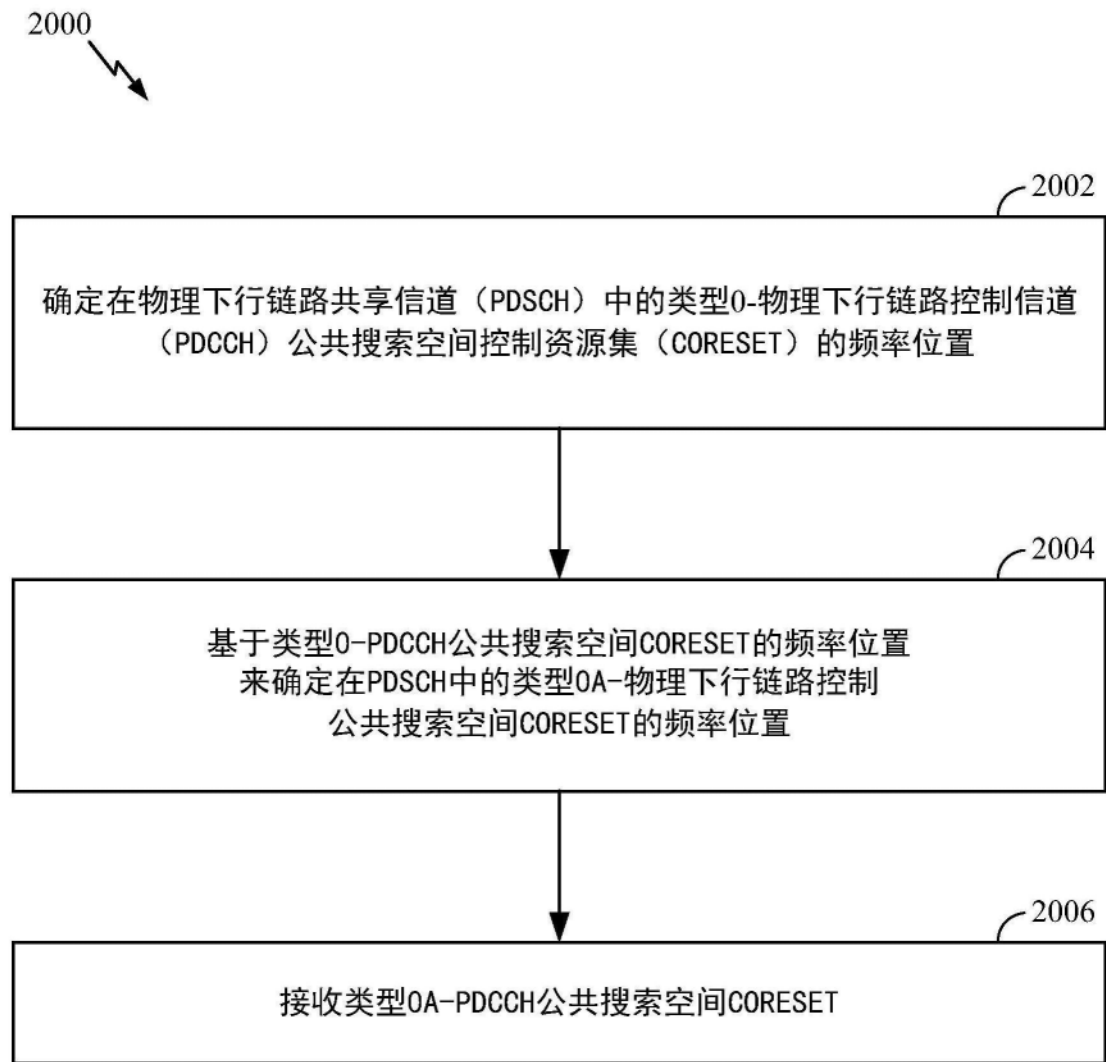 2000
2002
确定在物理下行链路共享信道（PDSCH）中的类型0-物理下行链路控制信道
（PDCCH）公共搜索空间控制资源集（CORESET）的频率位置
2004
基于类型0-PDCCH公共搜索空间CORESET的频率位置
来确定在PDSCH中的类型0A-物理下行链路控制
公共搜索空间CORESET的频率位置
2006
接收类型0A-PDCCH公共搜索空间CORESET